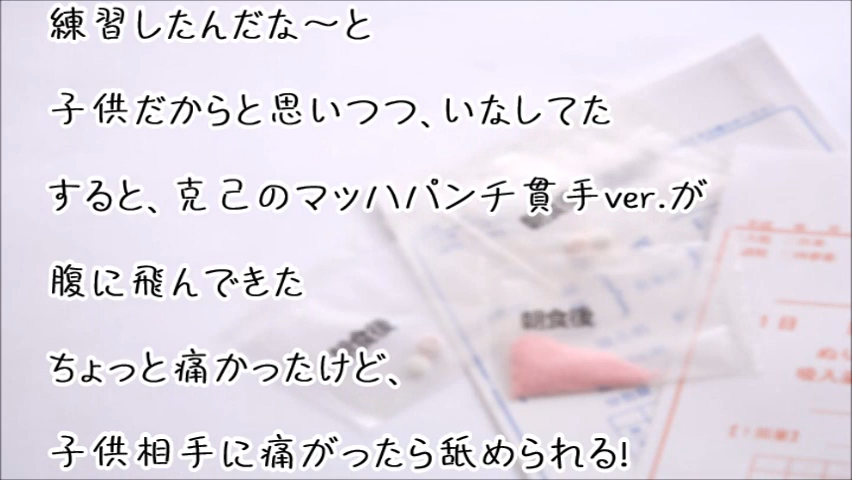 練習したんだな～と
子供だからと思いつつ、いなしてた
すると、克己のマッハパンチ貫手ver.が
腹に飛んできた
朝食後
ちょっと痛かったけど、
子供相手に痛がったら舐められる!